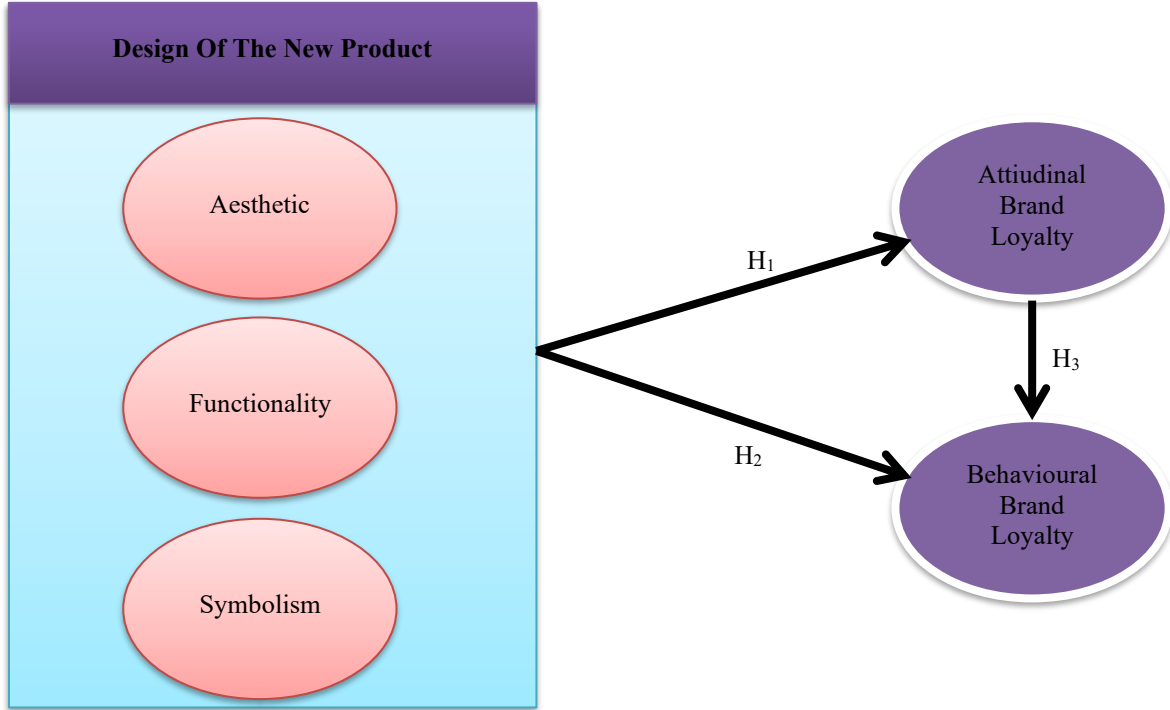 Design Of The New Product
Aesthetic
Functionality
Symbolism
H₁
H₂
Attiudinal
Brand
Loyalty
H₃
Behavioural
Brand
Loyalty